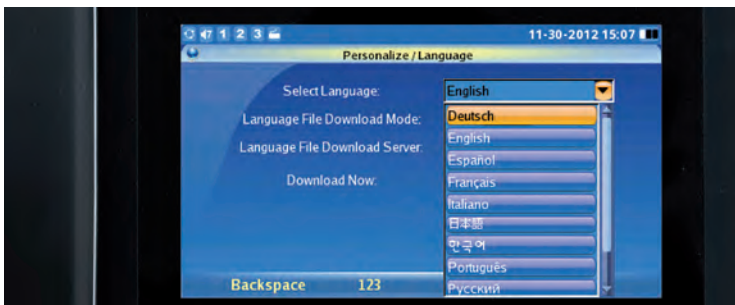 1 2 3 11-30-2012 15:07
Personalize / Language
Select Language: English
Language File Download Mode:
Language File Download Server:
Download Now:
Deutsch
English
Español
Français
Italiano
日本語
한국어
Português
Русский
Backspace 123